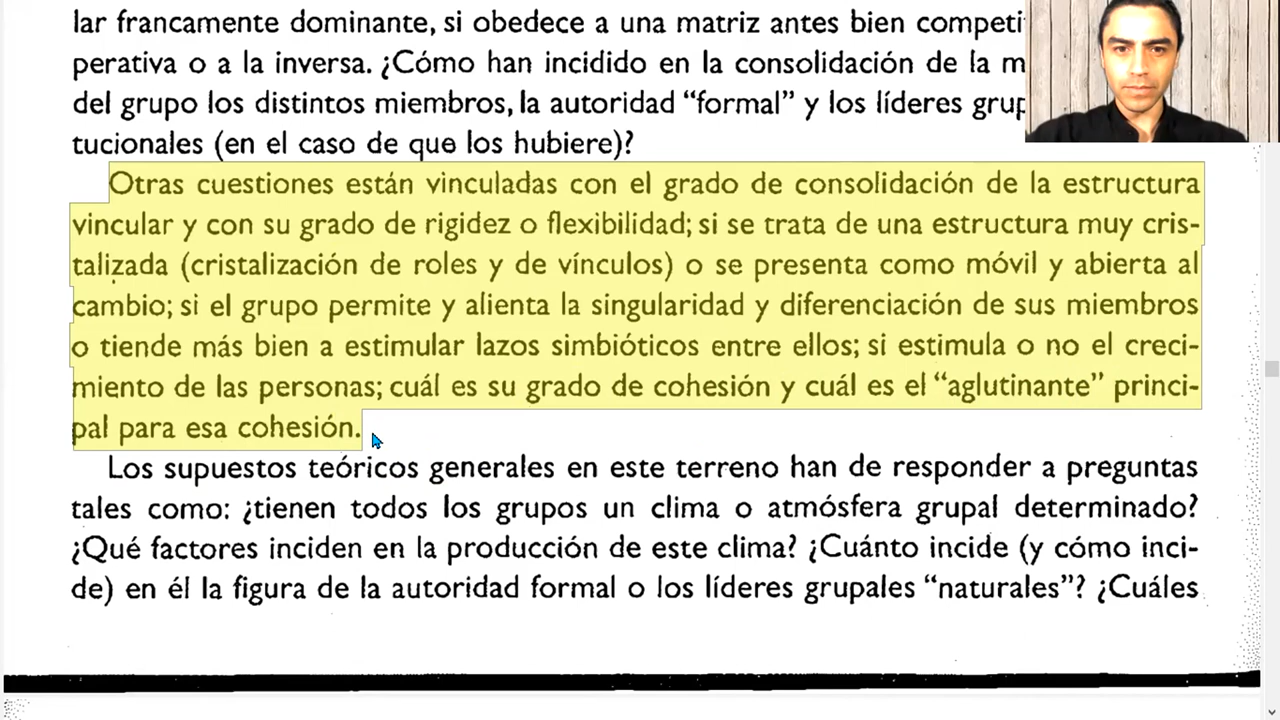 lar francamente dominante, si obedece a una matriz antes bien competi
perativa o a la inversa. ¿Cómo han incidido en la consolidación de la m
del grupo los distintos miembros, la autoridad “formal” y los líderes grup
tucionales (en el caso de que los hubiere)?
Otras cuestiones están vinculadas con el grado de consolidación de la estructura
vincular y con su grado de rigidez o flexibilidad; si se trata de una estructura muy cris-
talizada (cristalización de roles y de vínculos) o se presenta como móvil y abierta al
cambio; si el grupo permite y alienta la singularidad y diferenciación de sus miembros
o tiende más bien a estimular lazos simbióticos entre ellos; si estimula o no el creci-
miento de las personas; cuál es su grado de cohesión y cuál es el “aglutinante” princi-
pal para esa cohesión.
Los supuestos teóricos generales en este terreno han de responder a preguntas
tales como: ¿tienen todos los grupos un clima o atmósfera grupal determinado?
¿Qué factores inciden en la producción de este clima? ¿Cuánto incide (y cómo inci-
de) en él la figura de la autoridad formal o los líderes grupales “naturales”? ¿Cuáles